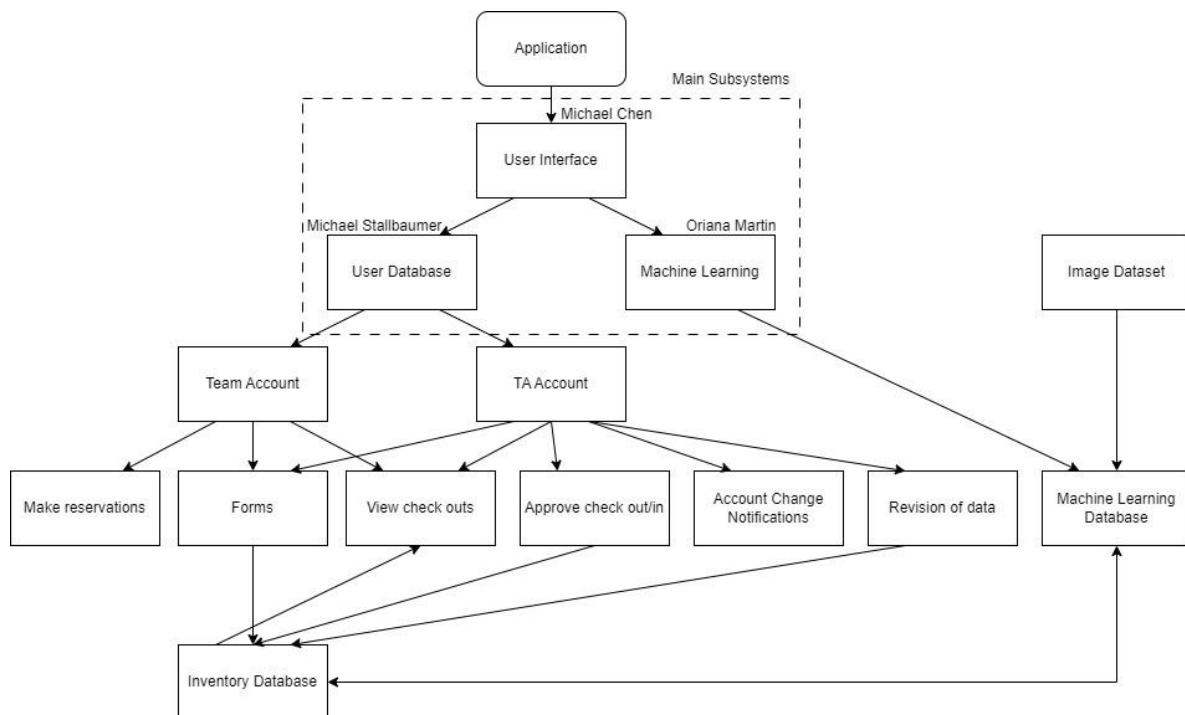 Application
Main Subsystems
Michael Chen
User Interface
Michael Stallbaumer
Oriana Martin
User Database
Machine Learning
Image Dataset
Team Account
TA Account
Make reservations
Forms
View check outs
Approve check out/in
Account Change
Notifications
Revision of data
Machine Learning
Database
Inventory Database